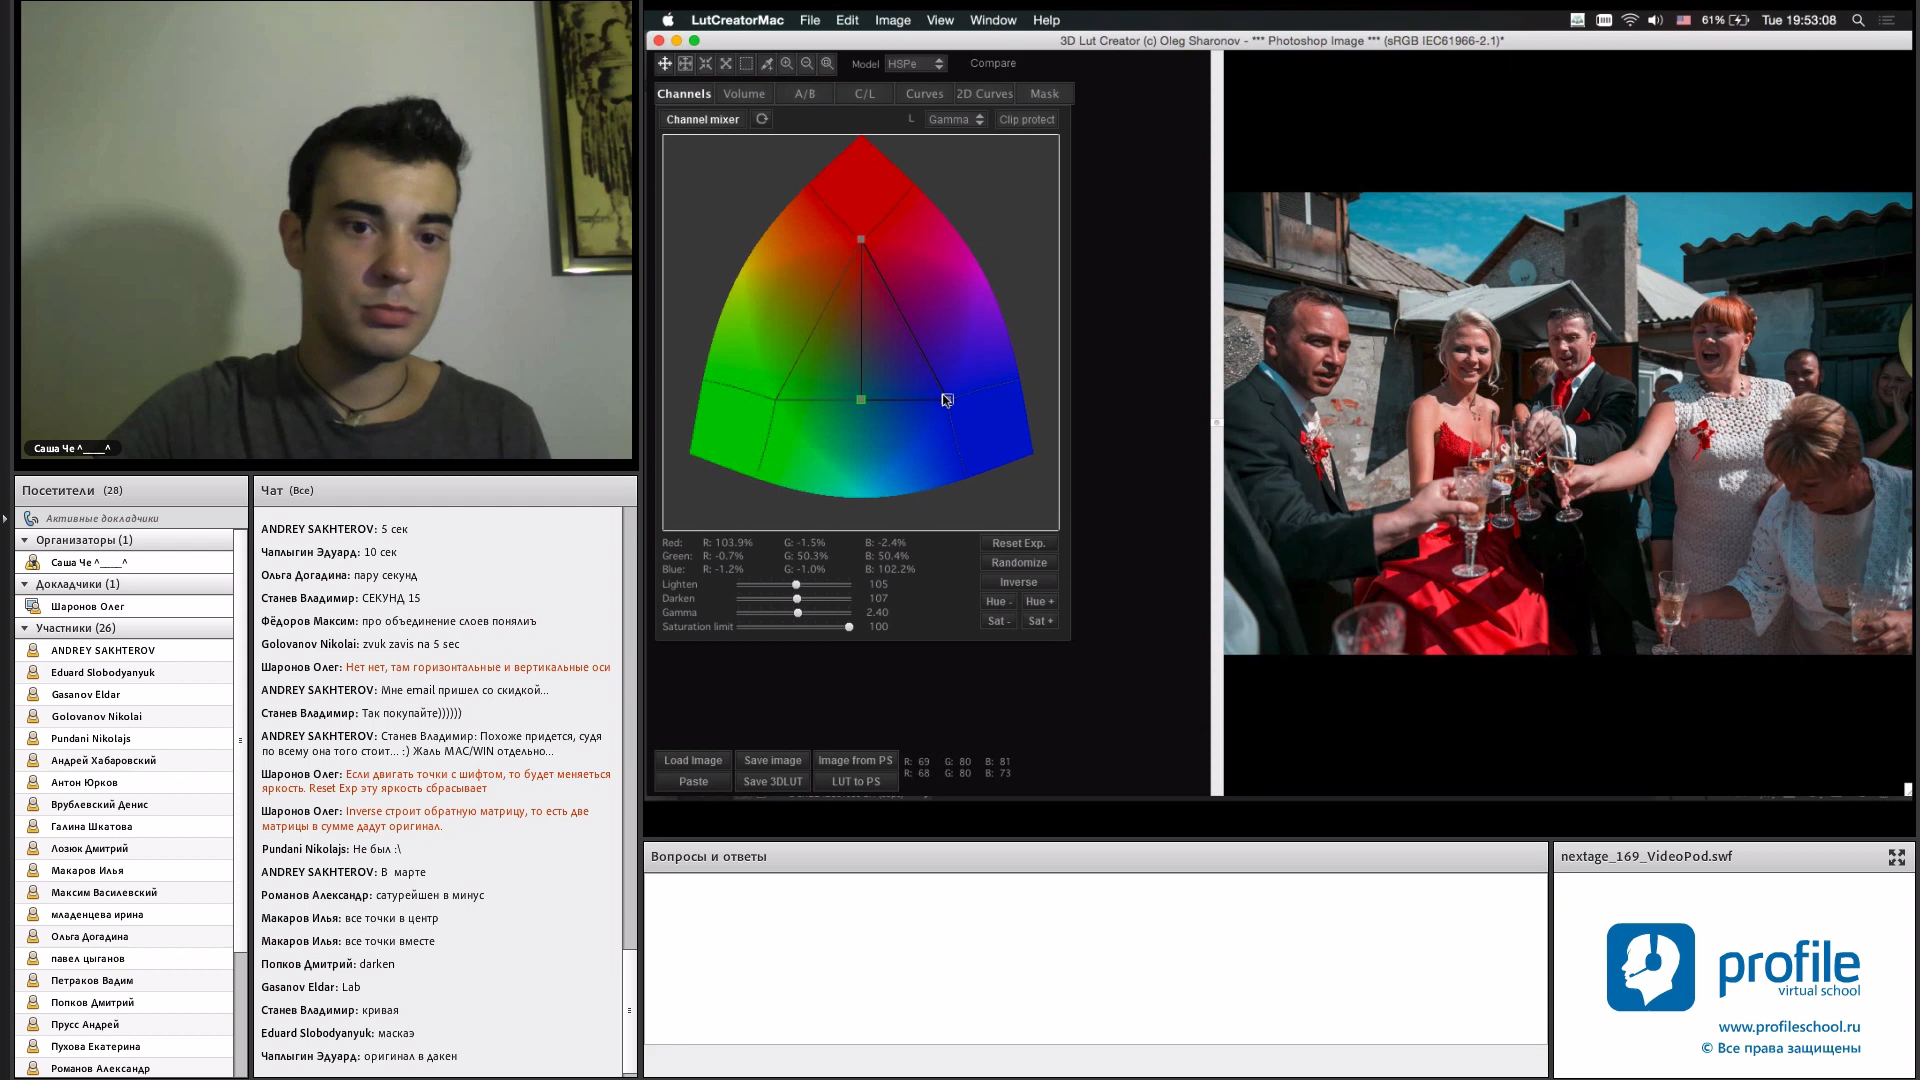 LutCreatorMac File Edit Image View Window Help
61% Tue 19:53:08
3D Lut Creator (c) Oleg Sharonov - *** Photoshop Image *** (sRGB IEC61966-2.1)*
Model HSPe Compare
Channels Volume A/B C/L Curves 2D Curves Mask
Channel mixer L Gamma Clip protect
Red: R: 103.9% G: -1.5% B: -2.4%
Green: R: -0.7% G: 50.3% B: 50.4%
Blue: R: -1.2% G: -1.0% B: 102.2%
Lighten 105
Darken 107
Gamma 2.40
Saturation limit 100
Reset Exp.
Randomize
Inverse
Hue - Hue +
Sat - Sat +
Load Image Save image Image from PS
Paste Save 3DLUT LUT to PS
R: 69 G: 80 B: 81
R: 68 G: 80 B: 73
Саша Че ^____^
Посетители (28)
Активные докладчики
Организаторы (1)
Саша Че ^____^
Докладчики (1)
Шаронов Олег
Участники (26)
ANDREY SAKHTEROV
Eduard Slobodyanyuk
Gasanov Eldar
Golovanov Nikolai
Pundani Nikolajs
Андрей Хабаровский
Антон Юрков
Врублевский Денис
Галина Шкатова
Лозюк Дмитрий
Макаров Илья
Максим Василевский
младенцева ирина
Ольга Догадина
павел цыганов
Петраков Вадим
Попков Дмитрий
Прусс Андрей
Пухова Екатерина
Романов Александр
Чат (Все)
ANDREY SAKHTEROV: 5 сек
Чаплыгин Эдуард: 10 сек
Ольга Догадина: пару секунд
Станев Владимир: СЕКУНД 15
Фёдоров Максим: про объединение слоев понялиъ
Golovanov Nikolai: zvuk zavis na 5 sec
Шаронов Олег: Нет нет, там горизонтальные и вертикальные оси
ANDREY SAKHTEROV: Мне email пришел со скидкой...
Станев Владимир: Так покупайте))))))
ANDREY SAKHTEROV: Станев Владимир: Похоже придется, судя
по всему она того стоит... :) Жаль MAC/WIN отдельно...
Шаронов Олег: Если двигать точки с шифтом, то будет меняеться
яркость. Reset Exp эту яркость сбрасывает
Шаронов Олег: Inverse строит обратную матрицу, то есть две
матрицы в сумме дадут оригинал.
Pundani Nikolajs: Не был :\
ANDREY SAKHTEROV: В марте
Романов Александр: сатурейшен в минус
Макаров Илья: все точки в центр
Макаров Илья: все точки вместе
Попков Дмитрий: darken
Gasanov Eldar: Lab
Станев Владимир: кривая
Eduard Slobodyanyuk: маскаэ
Чаплыгин Эдуард: оригинал в дакен
Вопросы и ответы
nextage_169_VideoPod.swf
profile
virtual school
www.profileschool.ru
© Все права защищены